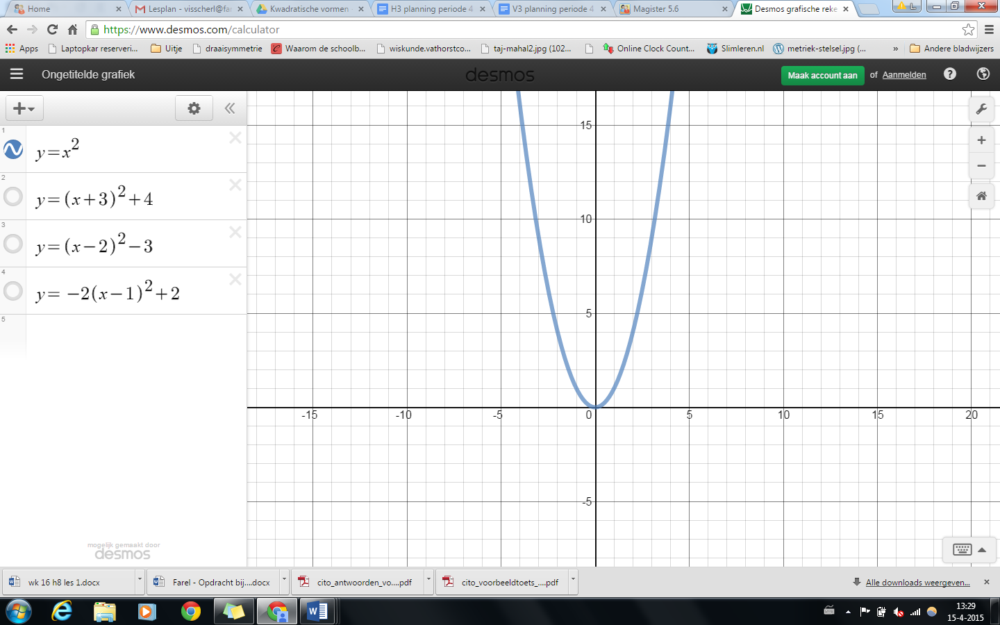 Home
Lesplan - visscherl@fa
Kwadratische vormen
H3 planning periode 4
V3 planning periode 4
Magister 5.6
Desmos grafische reke
L...
https://www.desmos.com/calculator
Apps
Laptopkar reserveri...
Uitje
draaisymmetrie
Waarom de schoolb...
wiskunde.vathorstco...
taj-mahal2.jpg (102...
Online Clock Count...
Slimleren.nl
metriek-stelsel.jpg (...
»
Andere bladwijzers
Ongetitelde grafiek
desmos
Maak account aan
of
Aanmelden
?
1
y=x²
2
y=(x+3)²+4
3
y=(x−2)²−3
4
y=−2(x−1)²+2
5
15
10
5
-15
-10
-5
0
5
10
15
20
-5
mogelijk gemaakt door
desmos
wk 16 h8 les 1.docx
Farel - Opdracht bij....docx
cito_antwoorden_vo....pdf
cito_voorbeeldtoets_....pdf
Alle downloads weergeven...
13:29
15-4-2015